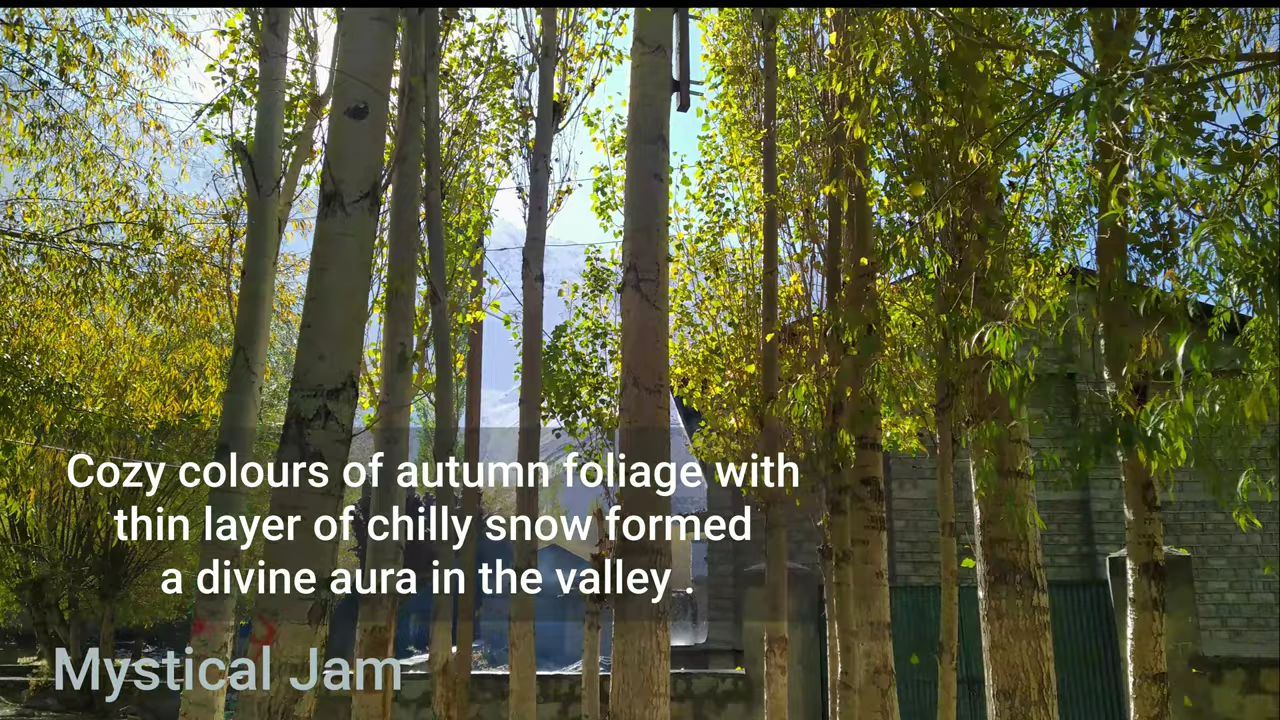 Cozy colours of autumn foliage with
thin layer of chilly snow formed
a divine aura in the valley .
Mystical Jam